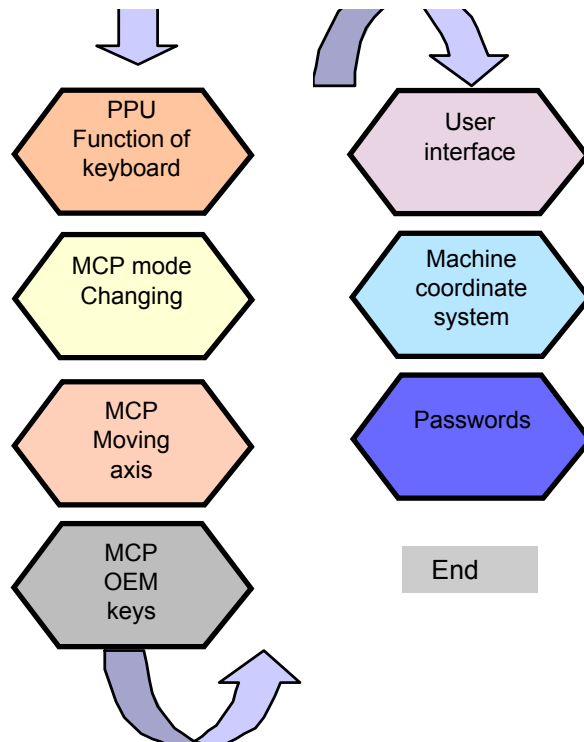 PPU
Function of
keyboard
MCP mode
Changing
MCP
Moving
axis
MCP
OEM
keys
User
interface
Machine
coordinate
system
Passwords
End